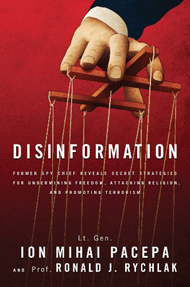 DISINFORMATION
FORMER SPY CHIEF REVEALS SECRET STRATEGIES
FOR UNDERMINING FREEDOM, ATTACKING RELIGION,
AND PROMOTING TERRORISM
Lt. Gen.
ION MIHAI PACEPA
AND Prof. RONALD J. RYCHLAK